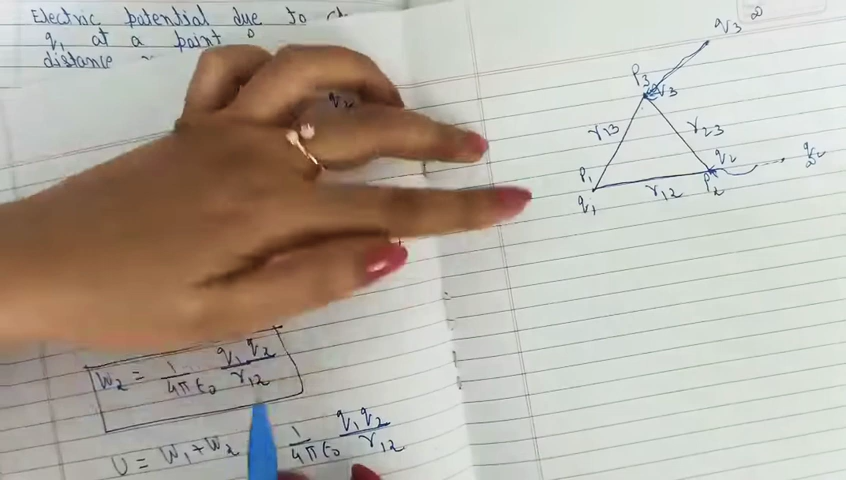 Electric potential due to
q₁ at a point
distance
q₂
W₂ = 1/4πε₀ q₁q₂/r₁₂
U = W₁ + W₂ 1/4πε₀ q₁q₂/r₁₂
q₃ ∞
P₃ q₃
r₁₃ r₂₃
q₂
P₁ P₂
q₁ r₁₂